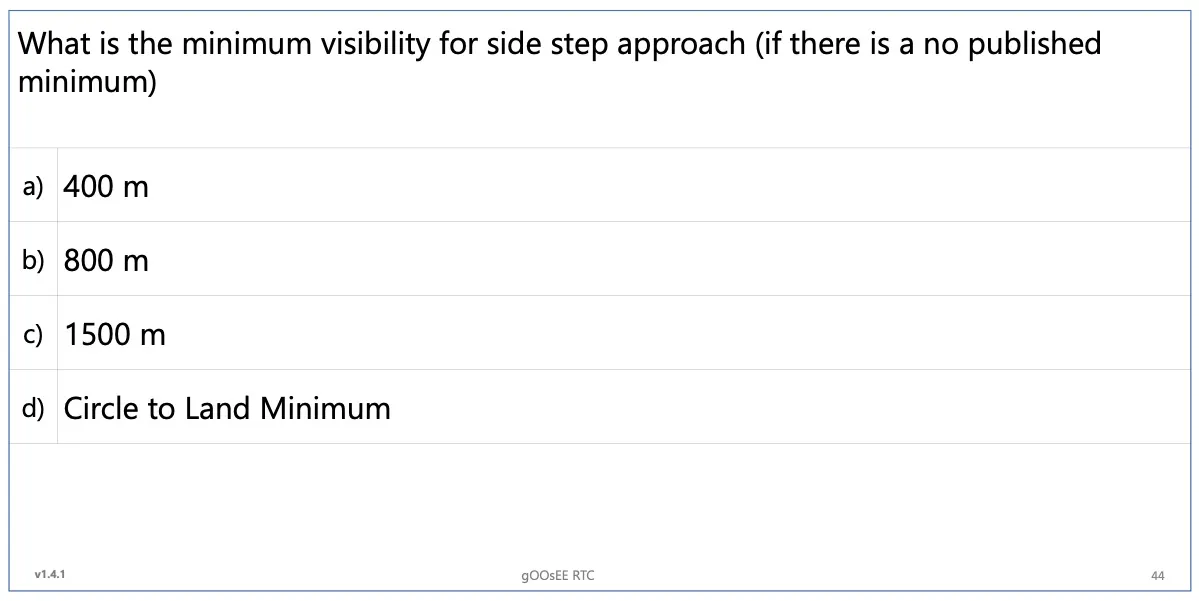 What is the minimum visibility for side step approach (if there is a no published
minimum)
a) 400 m
b) 800 m
c) 1500 m
d) Circle to Land Minimum
v1.4.1 gOOsEE RTC 44